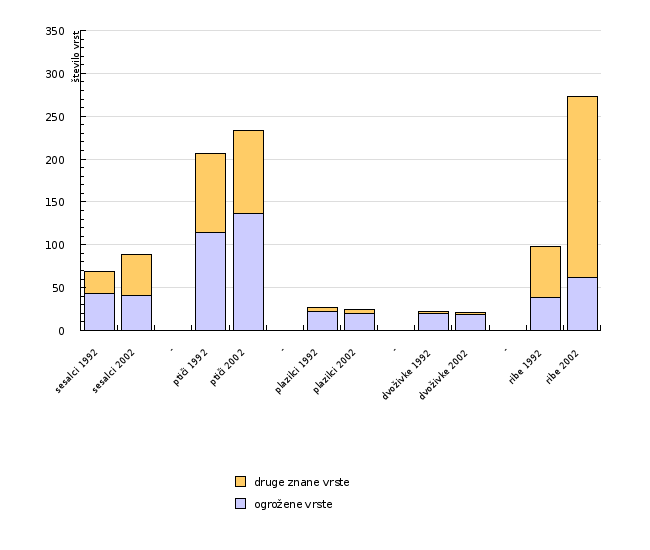 število vrst
350
300
250
200
150
100
50
0
sesalci 1992
sesalci 2002
-
ptiči 1992
ptiči 2002
-
plazilci 1992
plazilci 2002
-
dvoživke 1992
dvoživke 2002
-
ribe 1992
ribe 2002
druge znane vrste
ogrožene vrste